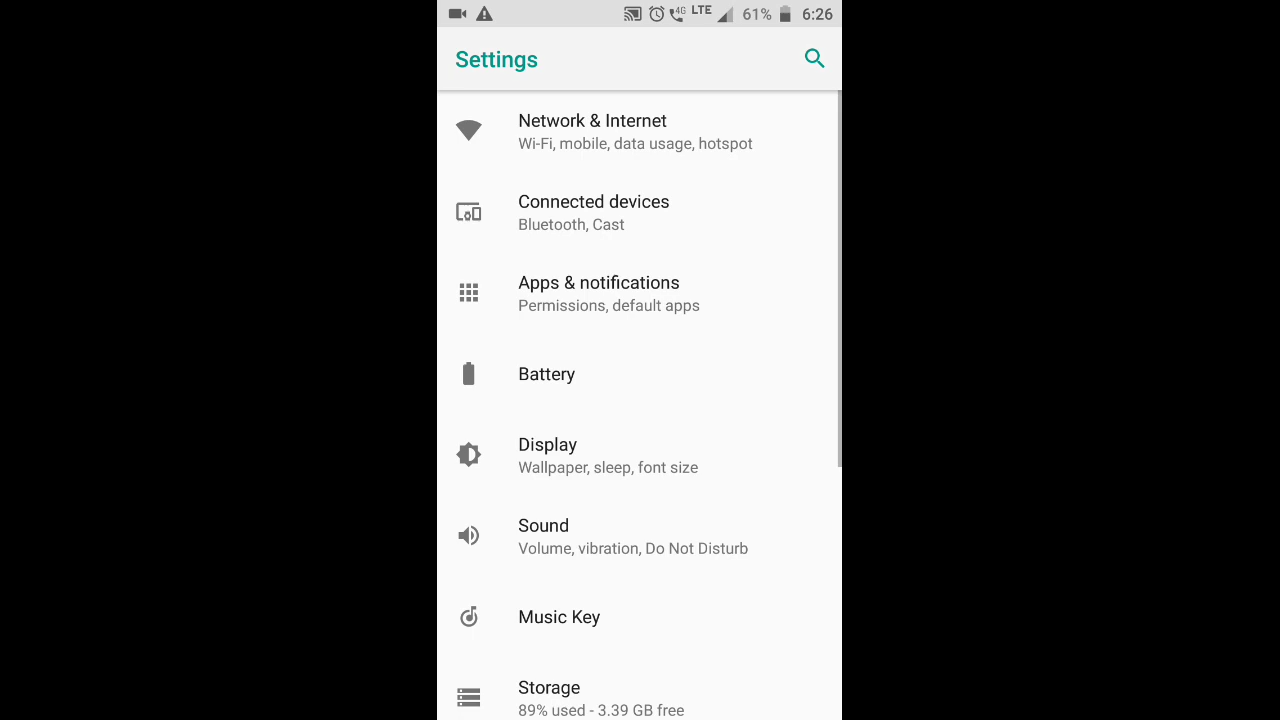 4G LTE 61% 6:26
Settings
Network & Internet
Wi-Fi, mobile, data usage, hotspot
Connected devices
Bluetooth, Cast
Apps & notifications
Permissions, default apps
Battery
Display
Wallpaper, sleep, font size
Sound
Volume, vibration, Do Not Disturb
Music Key
Storage
89% used - 3.39 GB free